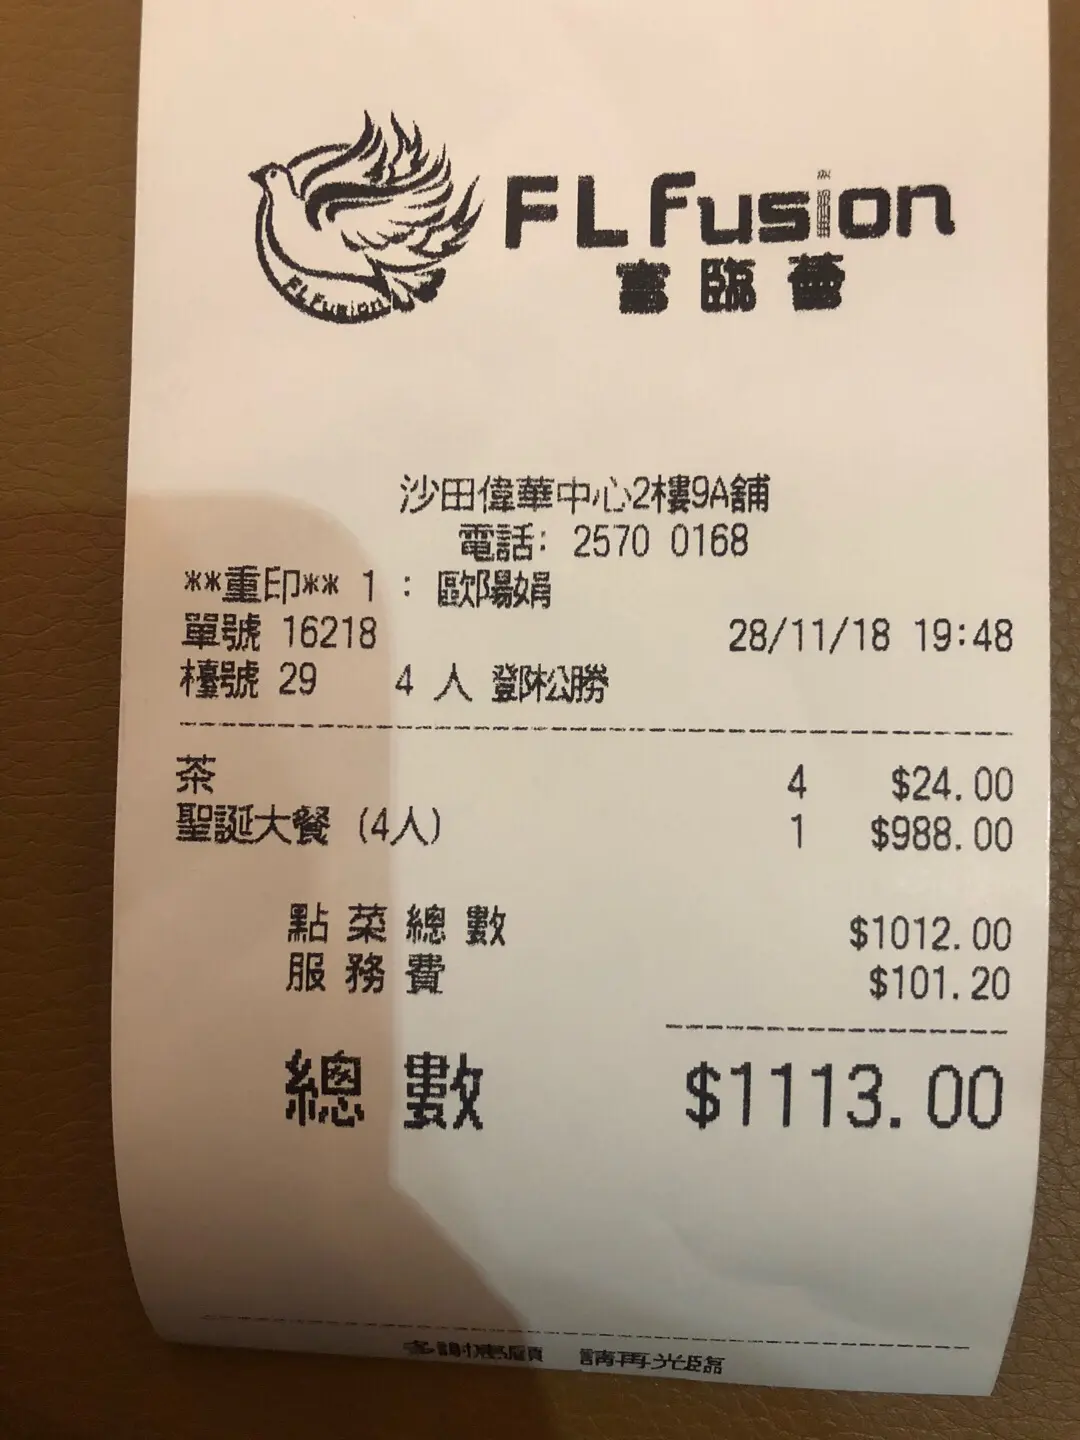 FLfusion
FLfusion
富臨薈
沙田偉華中心2樓9A舖
電話: 2570 0168
**重印** 1 : 歐陽娟
單號 16218 28/11/18 19:48
檯號 29 4 人 鄧林公勝
茶 4 $24.00
聖誕大餐 (4人) 1 $988.00
點菜總數 $1012.00
服務費 $101.20
總數 $1113.00
多謝惠顧 請再光臨